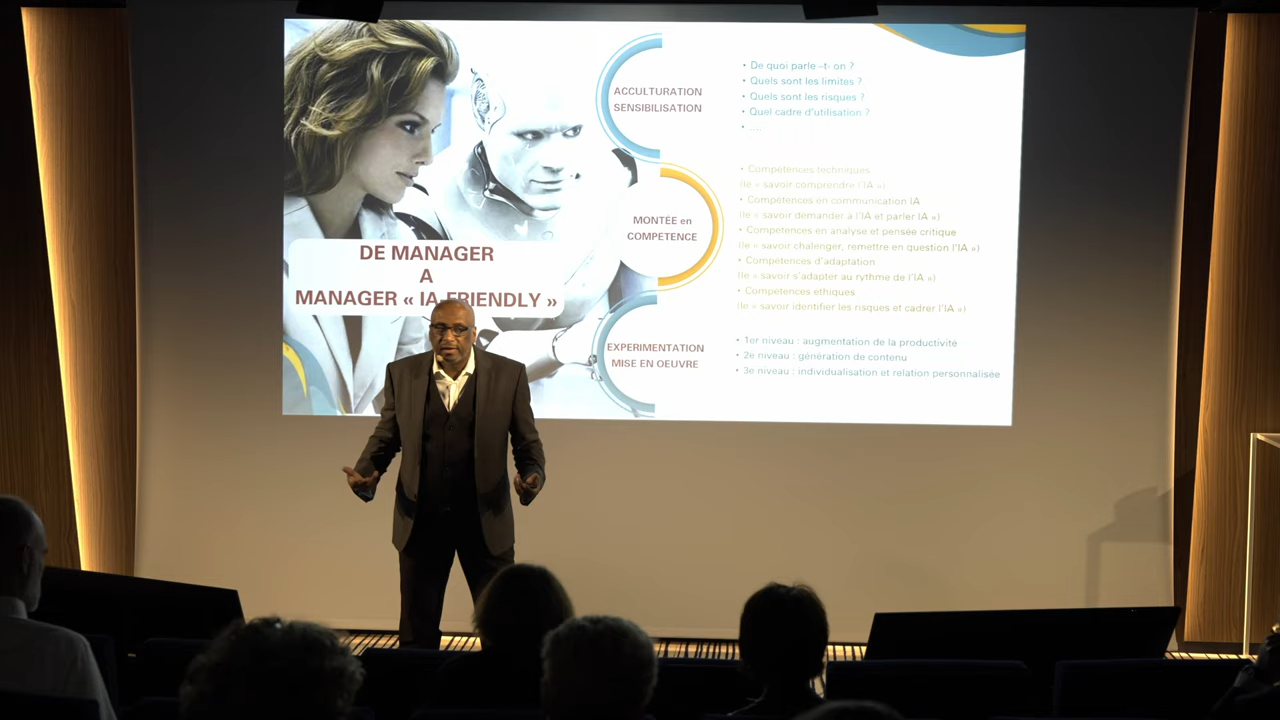 DE MANAGER
A
MANAGER « IA FRIENDLY »
ACCULTURATION
SENSIBILISATION
• De quoi parle –t- on ?
• Quels sont les limites ?
• Quels sont les risques ?
• Quel cadre d'utilisation ?
• ....
MONTÉE en
COMPETENCE
• Compétences techniques
(le « savoir comprendre l'IA »)
• Compétences en communication IA
(le « savoir demander à l'IA et parler IA »)
• Compétences en analyse et pensée critique
(le « savoir chalenger, remettre en question l'IA »)
• Compétences d'adaptation
(le « savoir s'adapter au rythme de l'IA »)
• Compétences ethiques
(le « savoir identifier les risques et cadrer l'IA »)
EXPERIMENTATION
MISE EN OEUVRE
• 1er niveau : augmentation de la productivité
• 2e niveau : génération de contenu
• 3e niveau : individualisation et relation personnalisée